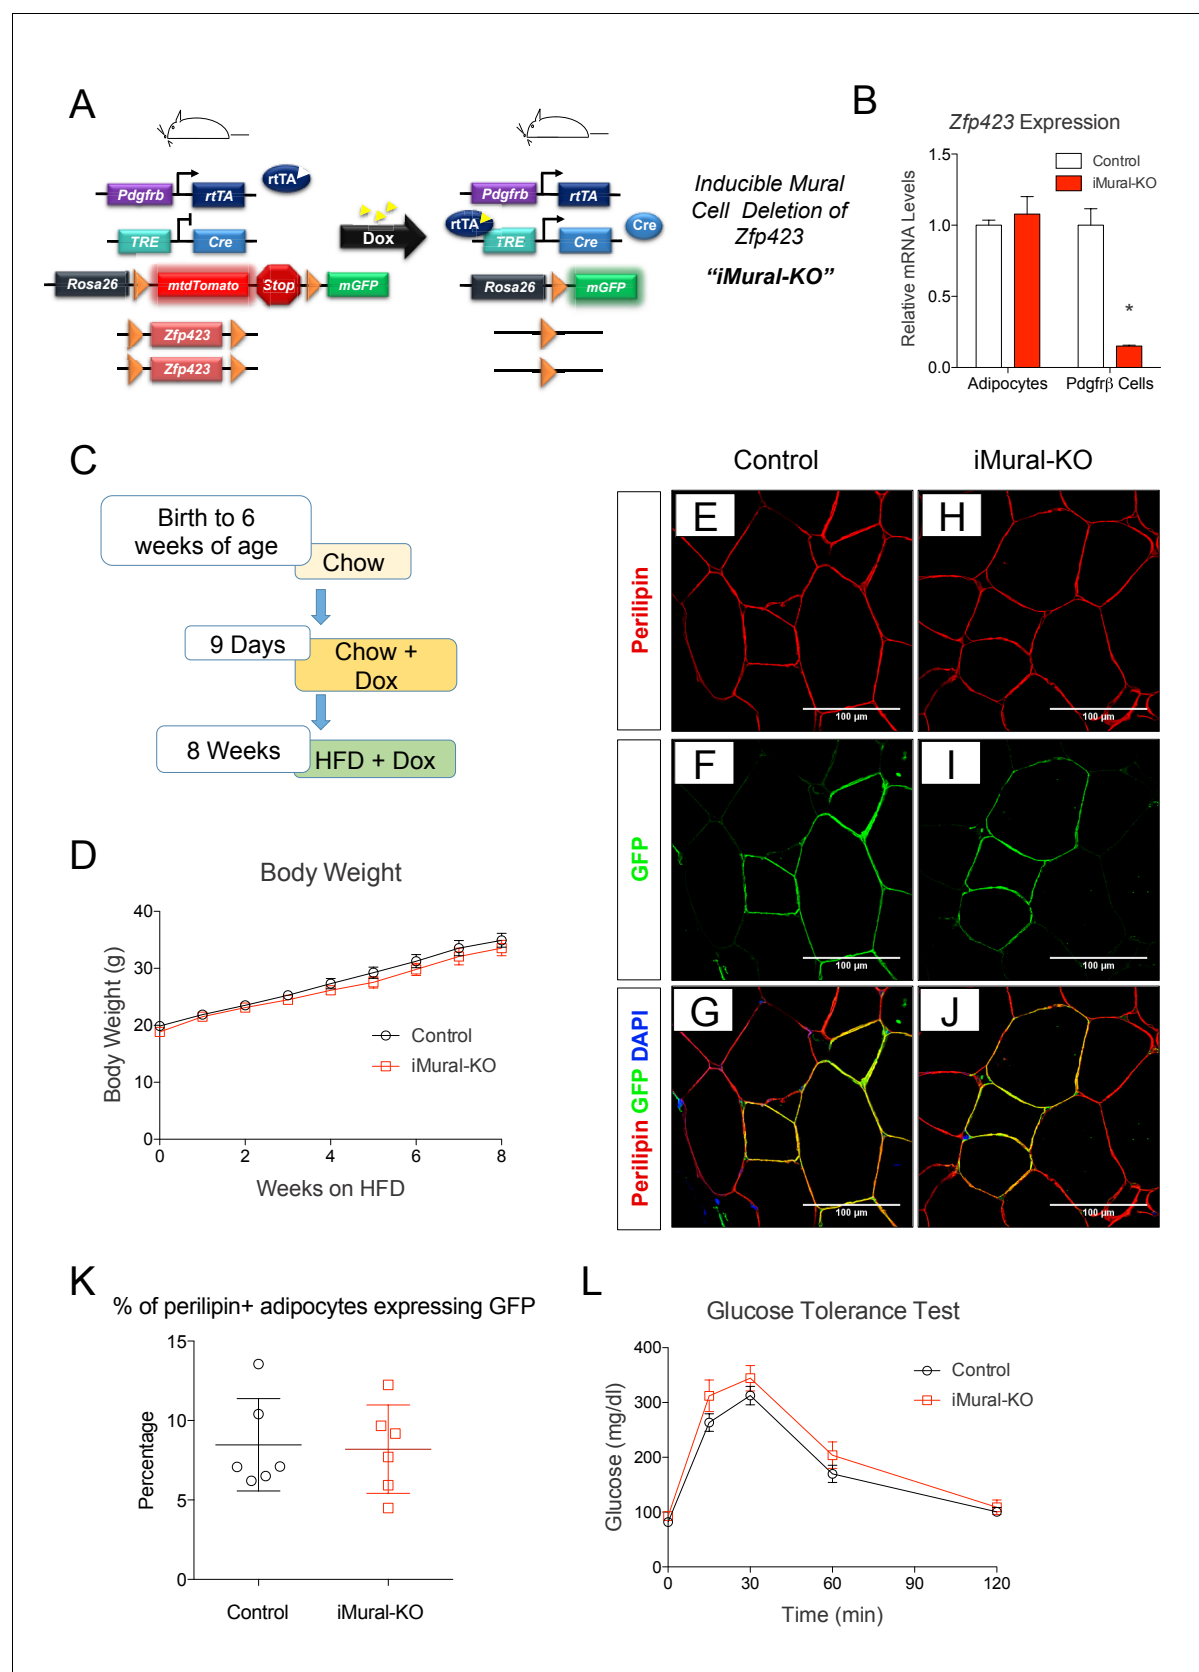 A
Pdgfrb
rtTA
rtTA
TRE
Cre
Rosa26
mtdTomato
Stop
mGFP
Zfp423
Zfp423
Dox
Pdgfrb
rtTA
rtTA
TRE
Cre
Cre
Rosa26
mGFP
Inducible Mural
Cell Deletion of
Zfp423
“iMural-KO”
B
Zfp423 Expression
Control
iMural-KO
Relative mRNA Levels
1.5
1.0
0.5
0.0
*
Adipocytes
Pdgfrβ Cells
C
Birth to 6
weeks of age
Chow
9 Days
Chow +
Dox
8 Weeks
HFD + Dox
D
Body Weight
Body Weight (g)
40
30
20
10
0
0 2 4 6 8
Control
iMural-KO
Weeks on HFD
Control
iMural-KO
Perilipin
E
100 µm
H
100 µm
GFP
F
100 µm
I
100 µm
Perilipin GFP DAPI
G
100 µm
J
100 µm
K
% of perilipin+ adipocytes expressing GFP
Percentage
15
10
5
0
Control
iMural-KO
L
Glucose Tolerance Test
Glucose (mg/dl)
400
300
200
100
0
0 30 60 90 120
Control
iMural-KO
Time (min)